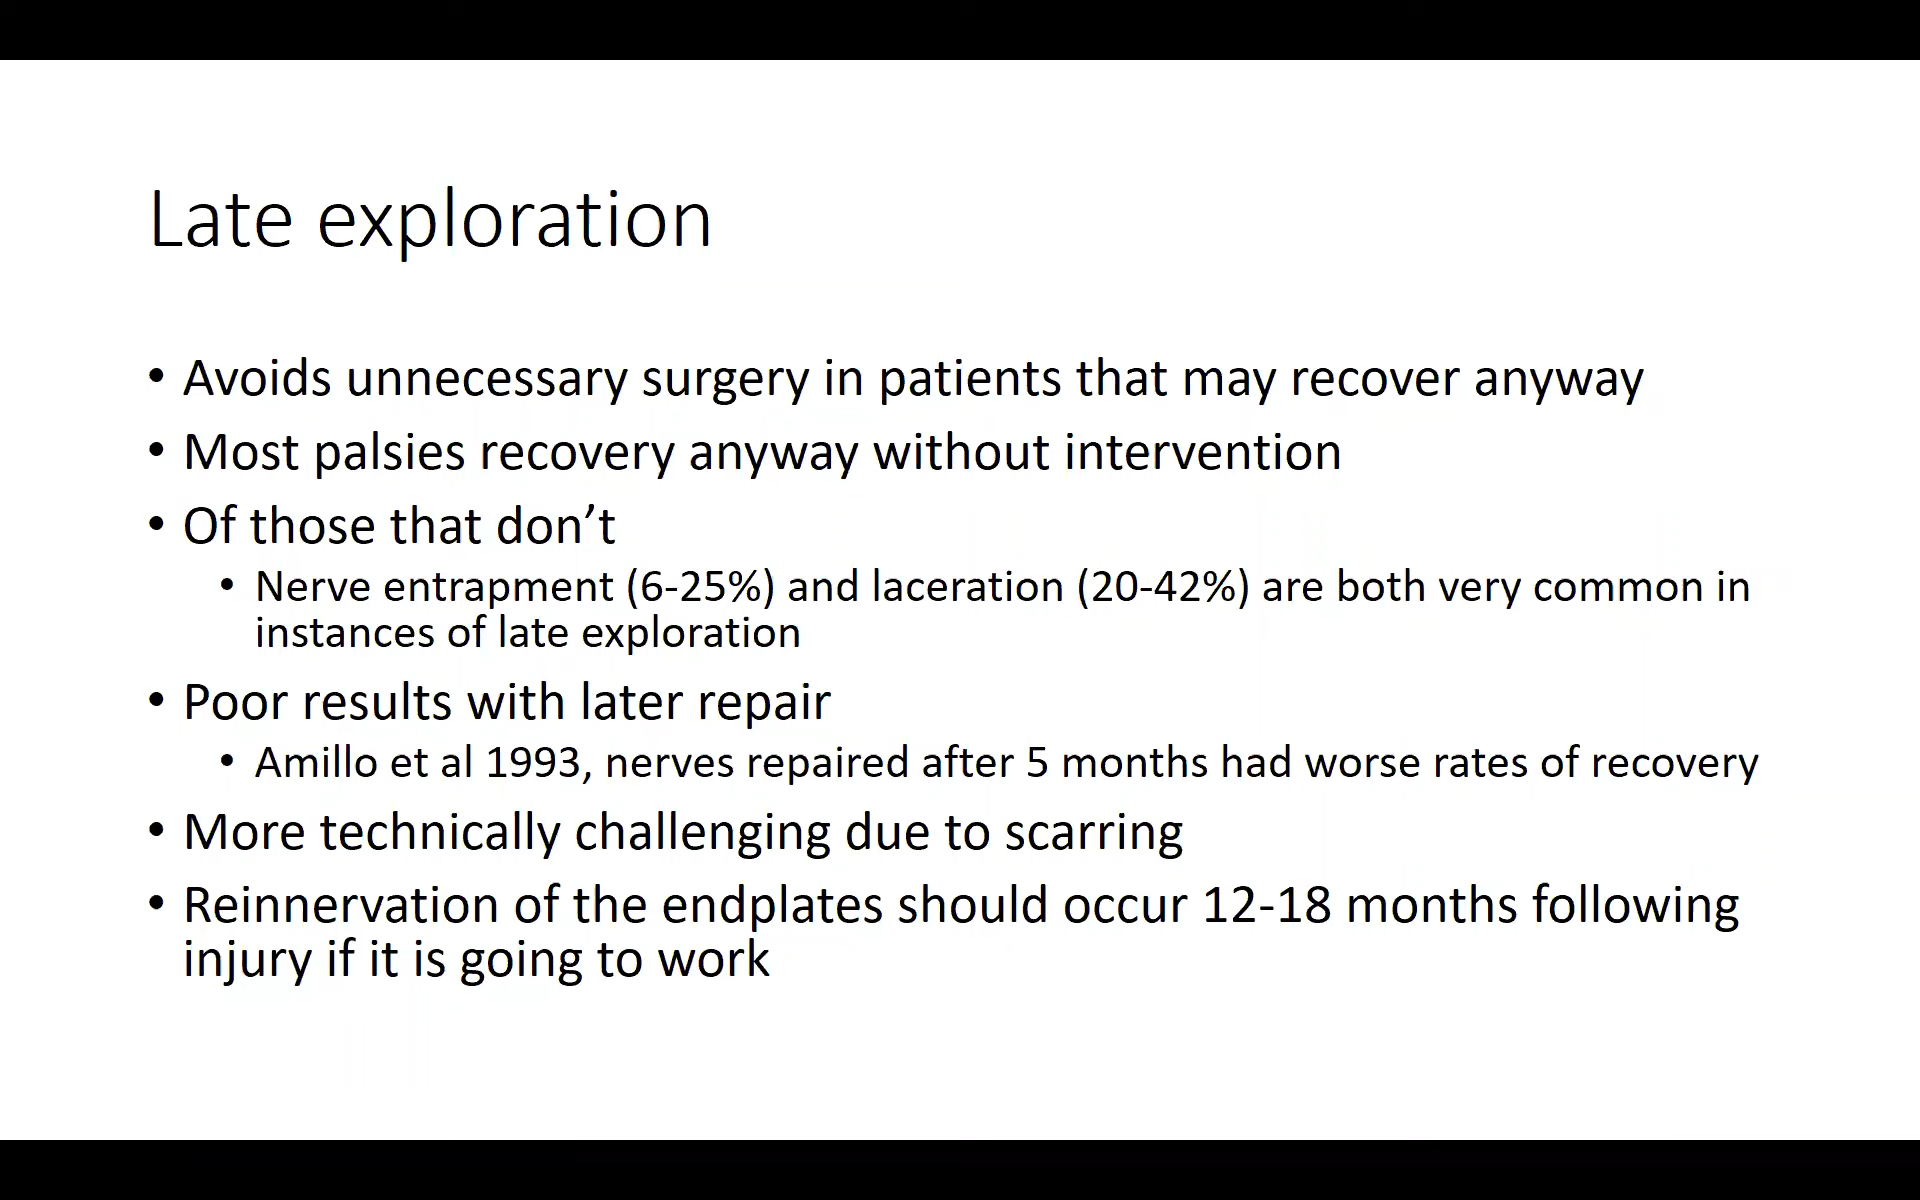 Late exploration
• Avoids unnecessary surgery in patients that may recover anyway
• Most palsies recovery anyway without intervention
• Of those that don’t
• Nerve entrapment (6-25%) and laceration (20-42%) are both very common in
instances of late exploration
• Poor results with later repair
• Amillo et al 1993, nerves repaired after 5 months had worse rates of recovery
• More technically challenging due to scarring
• Reinnervation of the endplates should occur 12-18 months following
injury if it is going to work